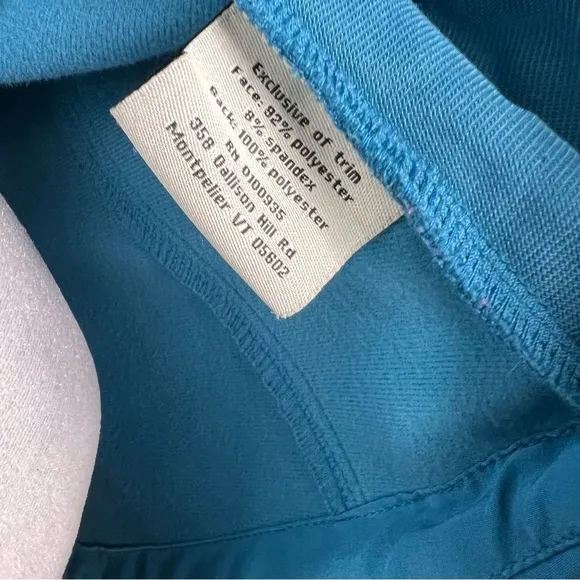 Exclusive of trim
Face: 92% polyester
8% spandex
Back: 100% polyester
RN 0100935
358 Dallison Hill Rd
Montpelier VT 05602